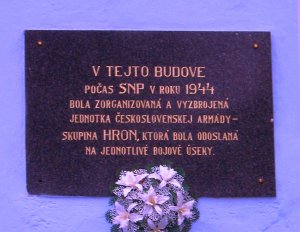 V TEJTO BUDOVE
POČAS SNP V ROKU 1944
BOLA ZORGANIZOVANÁ A VYZBROJENÁ
JEDNOTKA ČESKOSLOVENSKEJ ARMÁDY–
SKUPINA HRON, KTORÁ BOLA ODOSLANÁ
NA JEDNOTLIVÉ BOJOVÉ ÚSEKY.